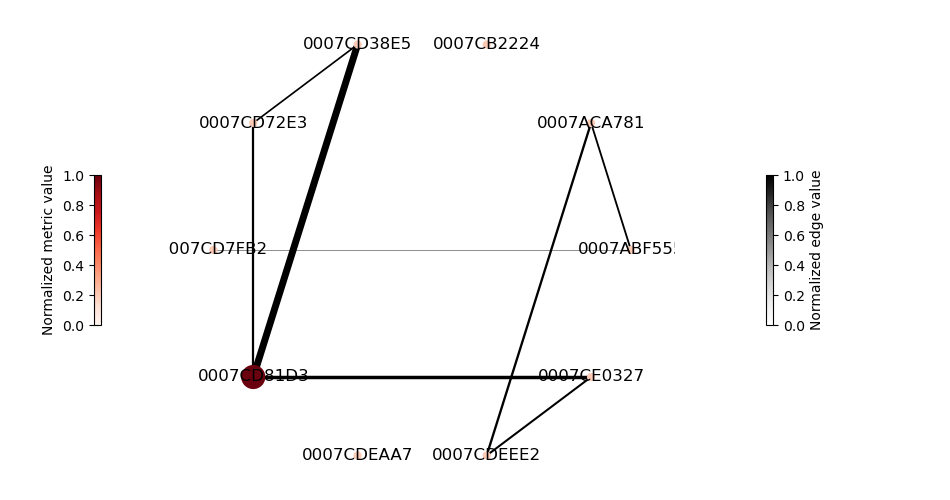 0007CD38E5 0007CB2224
0007CD72E3 0007ACA781
Normalized metric value
1.0
0.8
0.6
0.4
0.2
0.0
007CD7FB2 0007ABF55
1.0
0.8
0.6
0.4
0.2
0.0
Normalized edge value
0007CD81D3 0007CE0327
0007CDEAA7 0007CDEEE2